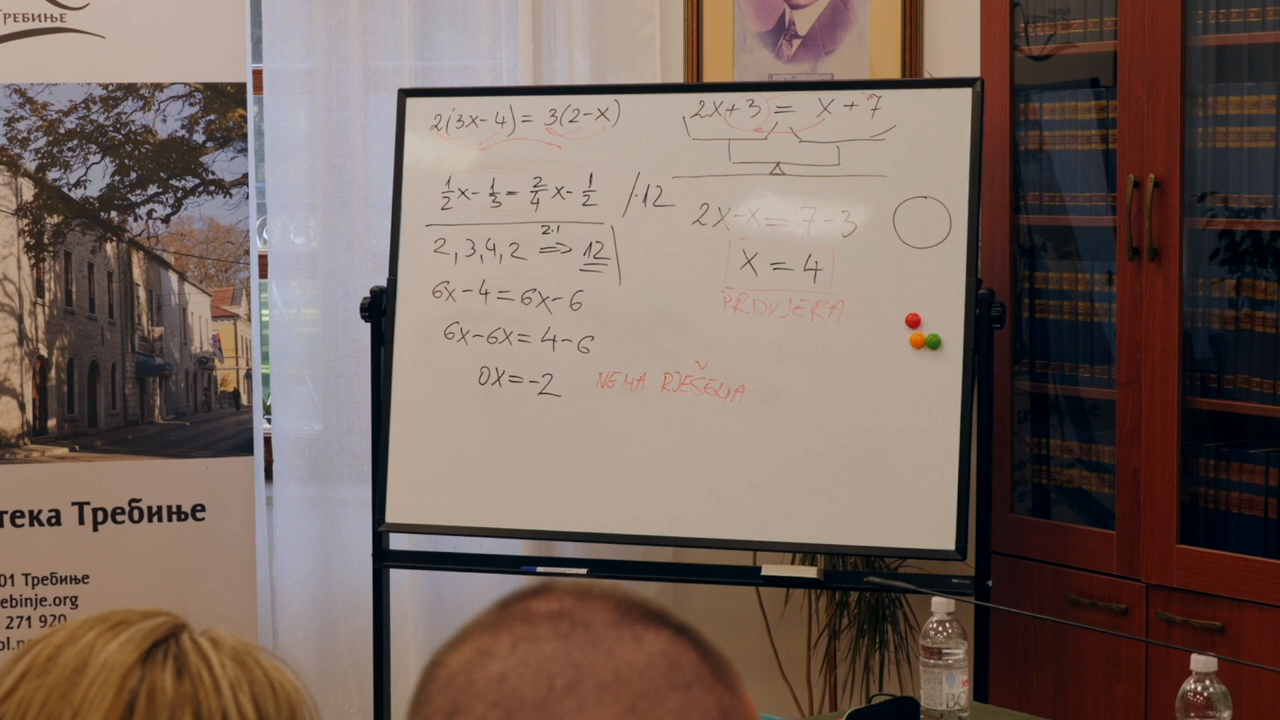 ТРЕБИЊЕ
2(3x-4) = 3(2-x)
1/2 x - 1/3 = 2/4 x - 1/2 /·12
2, 3, 4, 2 => 12
6x-4=6x-6
6x-6x=4-6
0x=-2
NEMA RJEŠENJA
2x+3 = x+7
2x-x=7-3
x=4
PROVJERA
тека Требиње
01 Требиње
ebinje.org
271 920